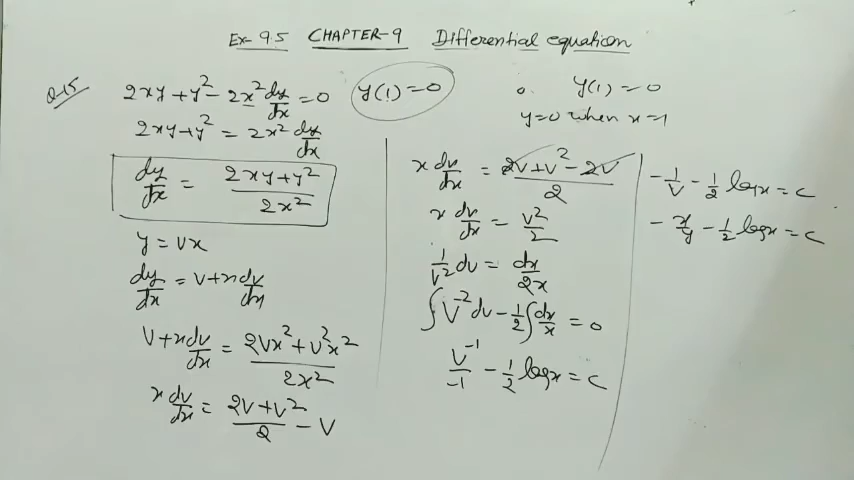 Ex- 9.5 CHAPTER-9 Differential equation
Q-15 2xy + y² - 2x² dy/dx = 0 y(1) = 0
2xy + y² = 2x² dy/dx
dy/dx = (2xy + y²)/2x²
y = vx
dy/dx = v + x dv/dx
v + x dv/dx = (2vx² + v²x²)/2x²
x dv/dx = (2v + v²)/2 - v
x dv/dx = (2v + v² - 2v)/2
x dv/dx = v²/2
1/v² dv = dx/2x
∫ v⁻² dv - 1/2 ∫ dx/x = 0
v⁻¹/-1 - 1/2 log x = c
y(1) = 0
y=0 when x=1
-1/v - 1/2 log x = c
-x/y - 1/2 log x = c